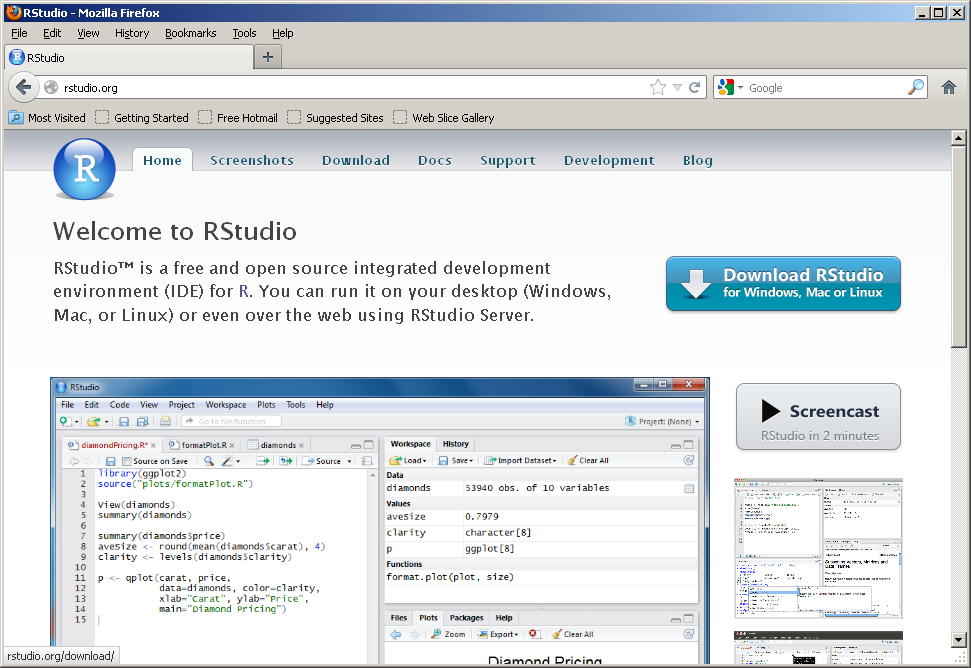 RStudio - Mozilla Firefox
File Edit View History Bookmarks Tools Help
RStudio
rstudio.org
Google
Most Visited Getting Started Free Hotmail Suggested Sites Web Slice Gallery
R
Home Screenshots Download Docs Support Development Blog
Welcome to RStudio
RStudio™ is a free and open source integrated development
environment (IDE) for R. You can run it on your desktop (Windows,
Mac, or Linux) or even over the web using RStudio Server.
Download RStudio
for Windows, Mac or Linux
Screencast
RStudio in 2 minutes
RStudio
File Edit Code View Project Workspace Plots Tools Help
Go to file/function
Project: (None)
diamondPricing.R* formatPlot.R diamonds
Source on Save Source
1 library(ggplot2)
2 source("plots/formatPlot.R")
3
4 View(diamonds)
5 summary(diamonds)
6
7 summary(diamonds$price)
8 avesize <- round(mean(diamonds$carat), 4)
9 clarity <- levels(diamonds$clarity)
10
11 p <- qplot(carat, price,
12 data=diamonds, color=clarity,
13 xlab="Carat", ylab="Price",
14 main="Diamond Pricing")
15
Workspace History
Load Save Import Dataset Clear All
Data
diamonds 53940 obs. of 10 variables
Values
avesize 0.7979
clarity character[8]
p ggplot[8]
Functions
format.plot(plot, size)
Files Plots Packages Help
Zoom Export Clear All
Diamond Pricing
rstudio.org/download/